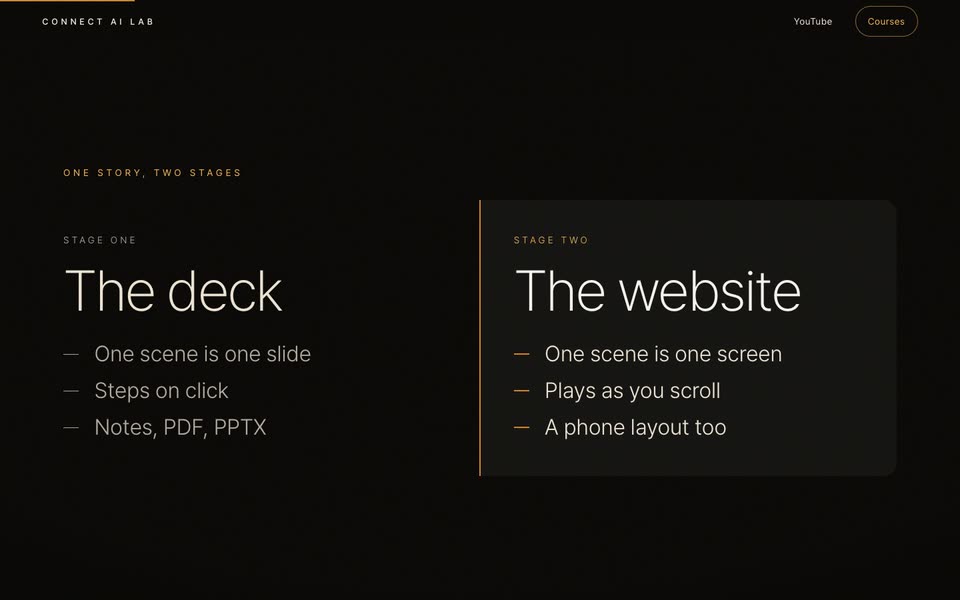 CONNECT AI LAB
YouTube
Courses
ONE STORY, TWO STAGES
STAGE ONE
The deck
— One scene is one slide
— Steps on click
— Notes, PDF, PPTX
STAGE TWO
The website
— One scene is one screen
— Plays as you scroll
— A phone layout too